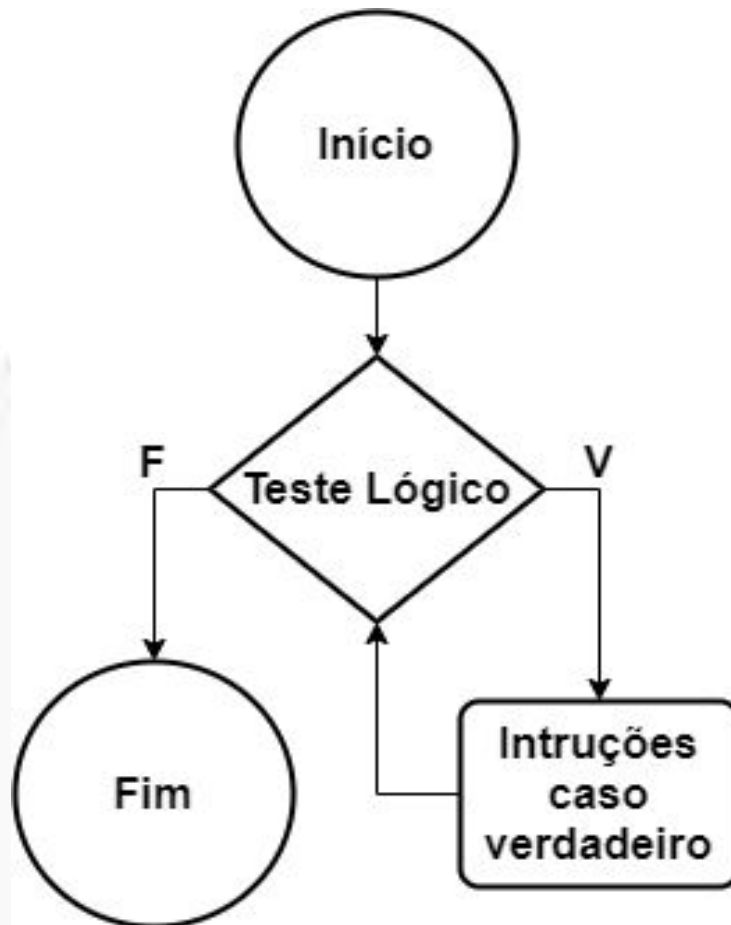 Início
F
V
Teste Lógico
Fim
Intruções
caso
verdadeiro